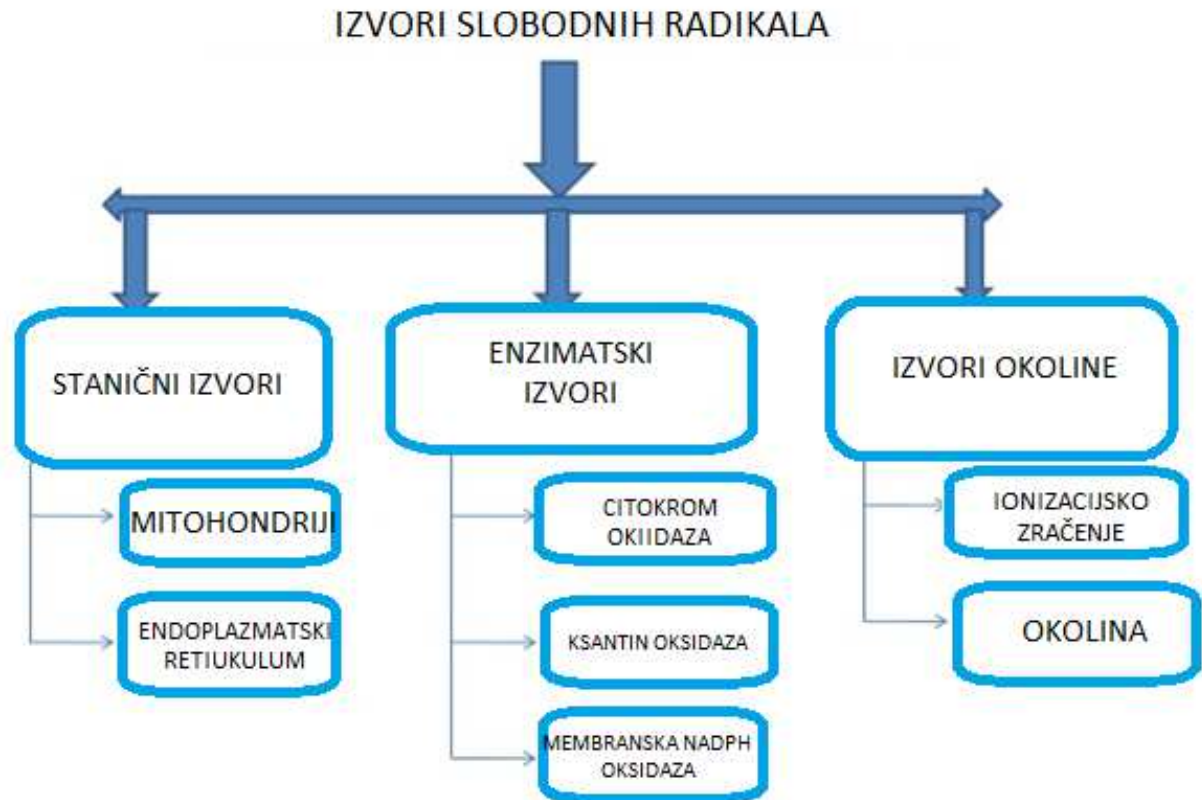 IZVORI SLOBODNIH RADIKALA
STANIČNI IZVORI
MITOHONDRIJI
ENDOPLAZMATSKI
RETIUKULUM
ENZIMATSKI
IZVORI
CITOKROM
OKIIDAZA
KSANTIN OKSIDAZA
MEMBRANSKA NADPH
OKSIDAZA
IZVORI OKOLINE
IONIZACIJSKO
ZRAČENJE
OKOLINA